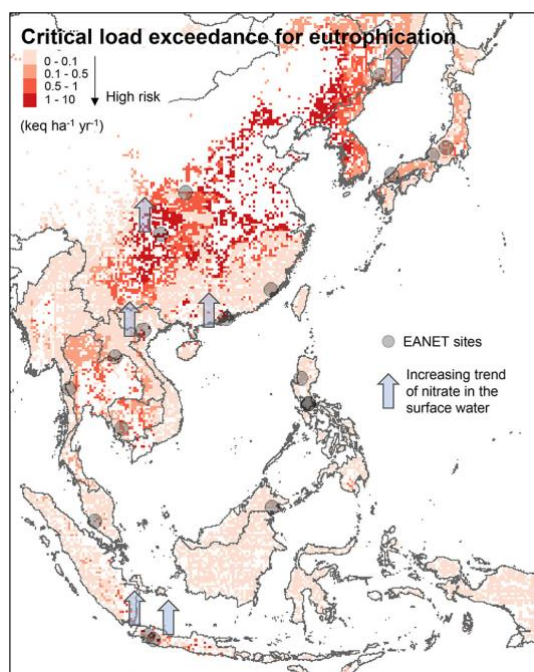 Critical load exceedance for eutrophication
0 - 0.1
0.1 - 0.5
0.5 - 1
1 - 10
High risk
(keq ha⁻¹ yr⁻¹)
EANET sites
Increasing trend
of nitrate in the
surface water